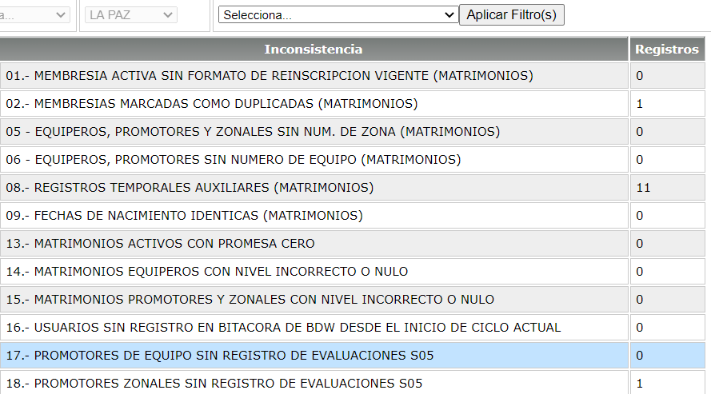 a... LA PAZ Selecciona... Aplicar Filtro(s)
Inconsistencia Registros
01.- MEMBRESIA ACTIVA SIN FORMATO DE REINSCRIPCION VIGENTE (MATRIMONIOS) 0
02.- MEMBRESIAS MARCADAS COMO DUPLICADAS (MATRIMONIOS) 1
05 - EQUIPEROS, PROMOTORES Y ZONALES SIN NUM. DE ZONA (MATRIMONIOS) 0
06 - EQUIPEROS, PROMOTORES SIN NUMERO DE EQUIPO (MATRIMONIOS) 0
08.- REGISTROS TEMPORALES AUXILIARES (MATRIMONIOS) 11
09.- FECHAS DE NACIMIENTO IDENTICAS (MATRIMONIOS) 0
13.- MATRIMONIOS ACTIVOS CON PROMESA CERO 0
14.- MATRIMONIOS EQUIPEROS CON NIVEL INCORRECTO O NULO 0
15.- MATRIMONIOS PROMOTORES Y ZONALES CON NIVEL INCORRECTO O NULO 0
16.- USUARIOS SIN REGISTRO EN BITACORA DE BDW DESDE EL INICIO DE CICLO ACTUAL 0
17.- PROMOTORES DE EQUIPO SIN REGISTRO DE EVALUACIONES S05 0
18.- PROMOTORES ZONALES SIN REGISTRO DE EVALUACIONES S05 1